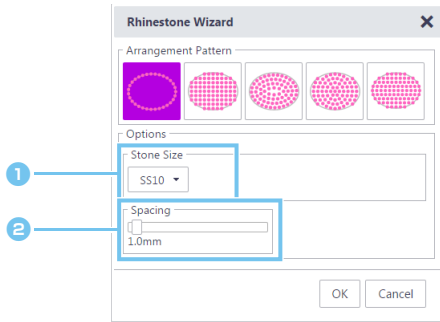 Rhinestone Wizard
Arrangement Pattern
Options
1
Stone Size
SS10
2
Spacing
1.0mm
OK Cancel